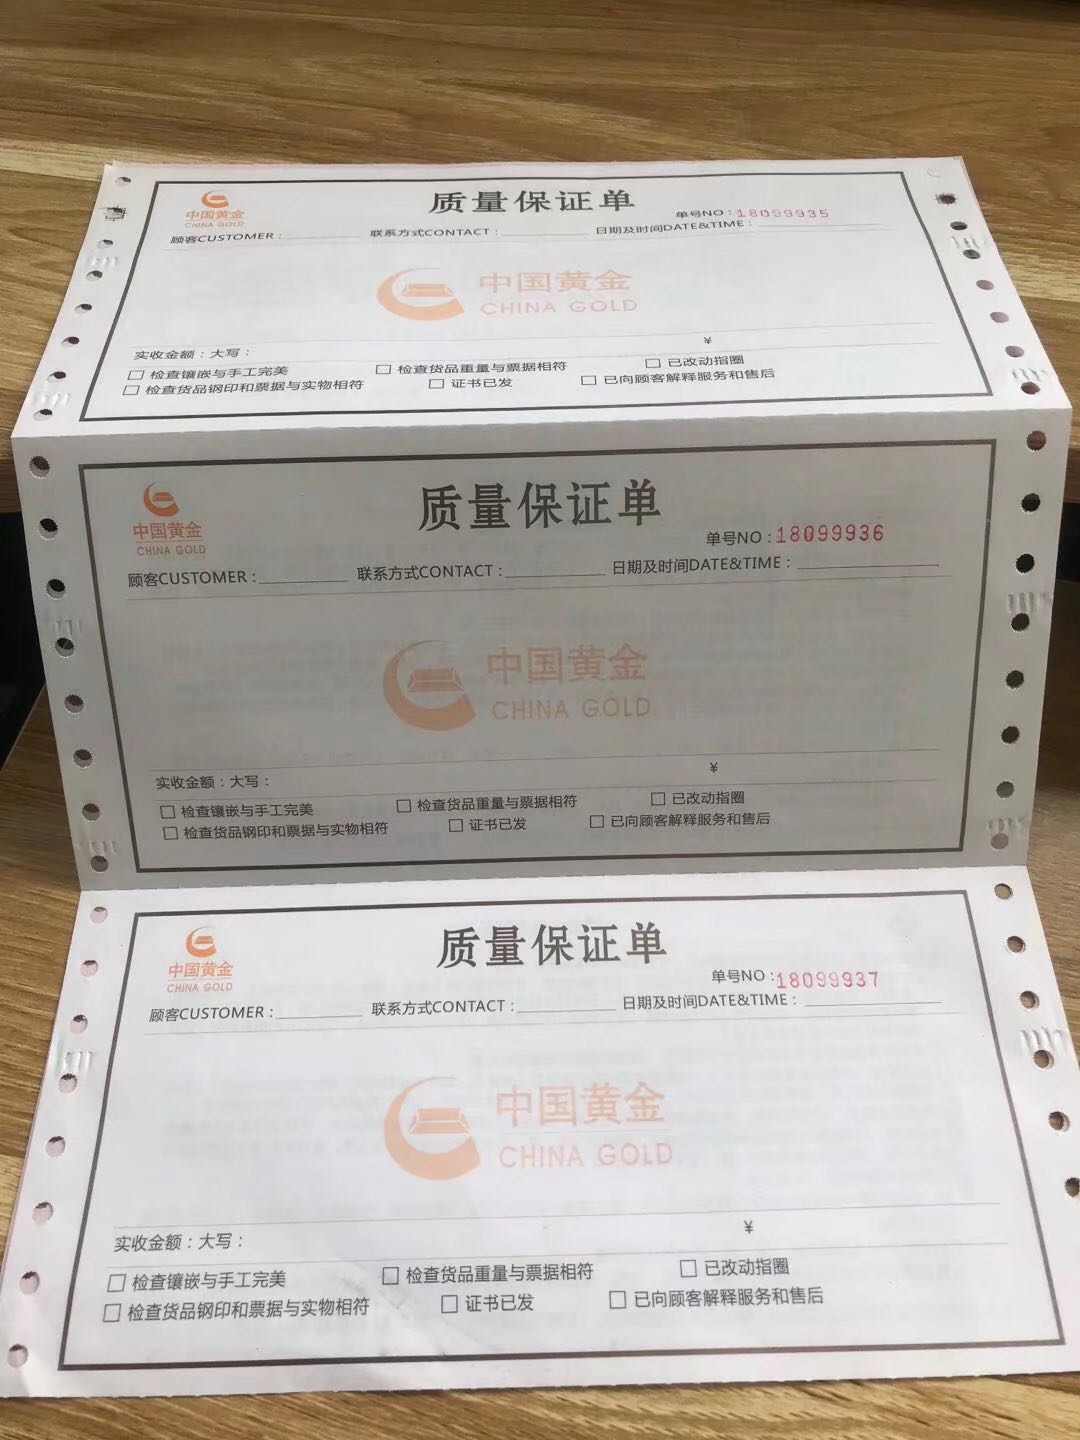 中国黄金
CHINA GOLD
质量保证单
单号NO：18099935
顾客CUSTOMER： 联系方式CONTACT： 日期及时间DATE&TIME：
中国黄金
CHINA GOLD
实收金额：大写： ¥
检查镶嵌与手工完美 检查货品重量与票据相符 已改动指圈
检查货品钢印和票据与实物相符 证书已发 已向顾客解释服务和售后
中国黄金
CHINA GOLD
质量保证单
单号NO：18099936
顾客CUSTOMER： 联系方式CONTACT： 日期及时间DATE&TIME：
中国黄金
CHINA GOLD
实收金额：大写： ¥
检查镶嵌与手工完美 检查货品重量与票据相符 已改动指圈
检查货品钢印和票据与实物相符 证书已发 已向顾客解释服务和售后
中国黄金
CHINA GOLD
质量保证单
单号NO：18099937
顾客CUSTOMER： 联系方式CONTACT： 日期及时间DATE&TIME：
中国黄金
CHINA GOLD
实收金额：大写： ¥
检查镶嵌与手工完美 检查货品重量与票据相符 已改动指圈
检查货品钢印和票据与实物相符 证书已发 已向顾客解释服务和售后